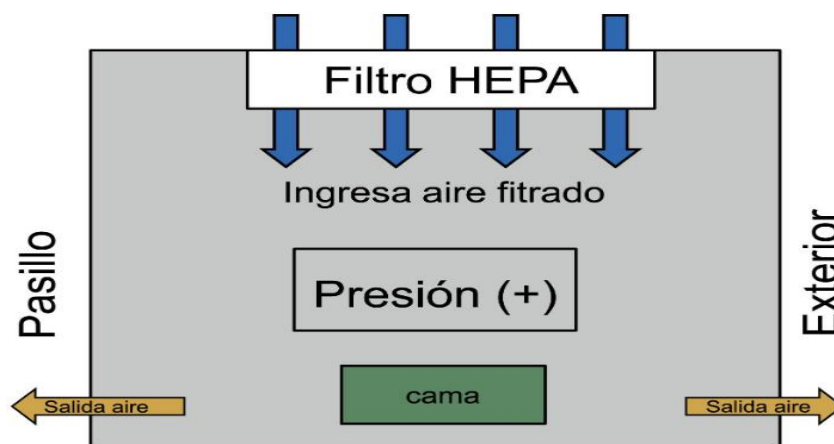 Filtro HEPA
Ingresa aire fitrado
Pasillo
Presión (+)
Exterior
cama
Salida aire
Salida aire